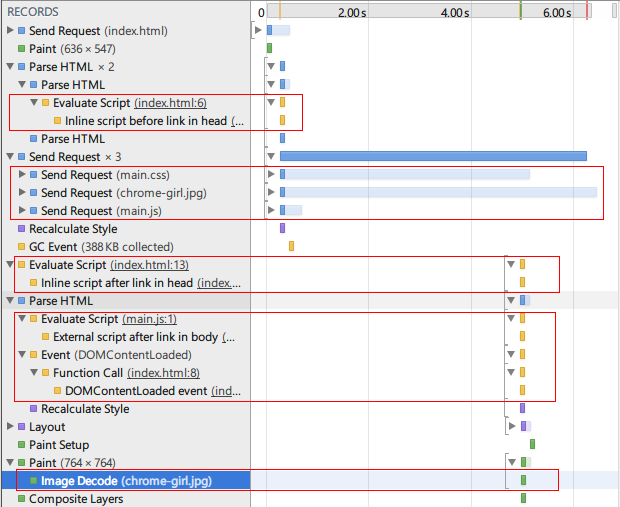 RECORDS
0 2.00 s 4.00 s 6.00 s
Send Request (index.html)
Paint (636 × 547)
Parse HTML × 2
Parse HTML
Evaluate Script (index.html:6)
Inline script before link in head (...
Parse HTML
Send Request × 3
Send Request (main.css)
Send Request (chrome-girl.jpg)
Send Request (main.js)
Recalculate Style
GC Event (388 KB collected)
Evaluate Script (index.html:13)
Inline script after link in head (index....
Parse HTML
Evaluate Script (main.js:1)
External script after link in body (...
Event (DOMContentLoaded)
Function Call (index.html:8)
DOMContentLoaded event (ind...
Recalculate Style
Layout
Paint Setup
Paint (764 × 764)
Image Decode (chrome-girl.jpg)
Composite Layers